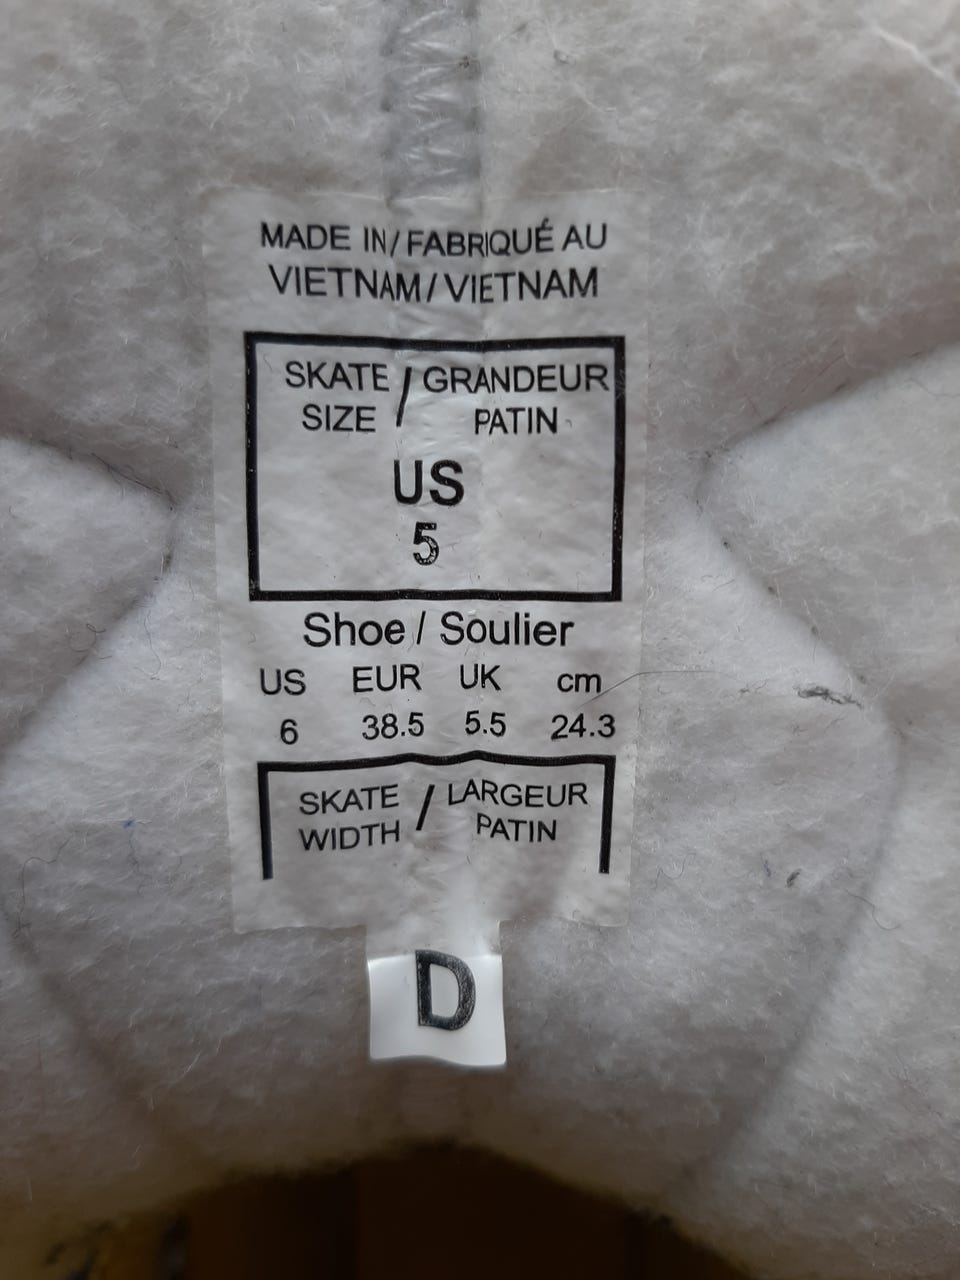 MADE IN/FABRIQUÉ AU
VIETNAM/VIETNAM
SKATE / GRANDEUR
SIZE PATIN
US
5
Shoe / Soulier
US EUR UK cm
6 38.5 5.5 24.3
SKATE / LARGEUR
WIDTH PATIN
D